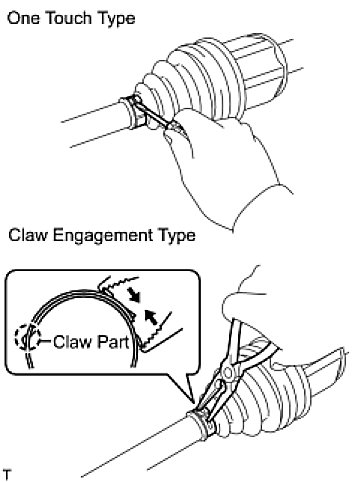 One Touch Type
Claw Engagement Type
Claw Part
T